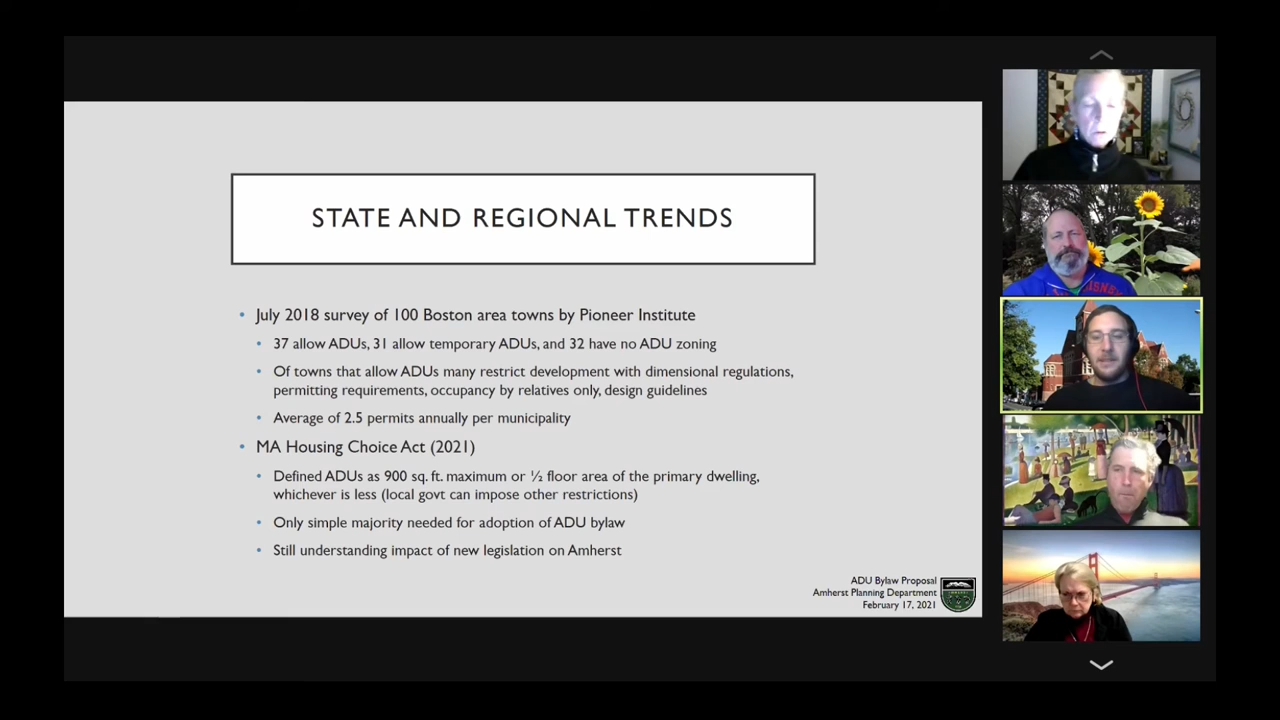 STATE AND REGIONAL TRENDS
• July 2018 survey of 100 Boston area towns by Pioneer Institute
• 37 allow ADUs, 31 allow temporary ADUs, and 32 have no ADU zoning
• Of towns that allow ADUs many restrict development with dimensional regulations,
permitting requirements, occupancy by relatives only, design guidelines
• Average of 2.5 permits annually per municipality
• MA Housing Choice Act (2021)
• Defined ADUs as 900 sq. ft. maximum or ½ floor area of the primary dwelling,
whichever is less (local govt can impose other restrictions)
• Only simple majority needed for adoption of ADU bylaw
• Still understanding impact of new legislation on Amherst
ADU Bylaw Proposal
Amherst Planning Department
February 17, 2021